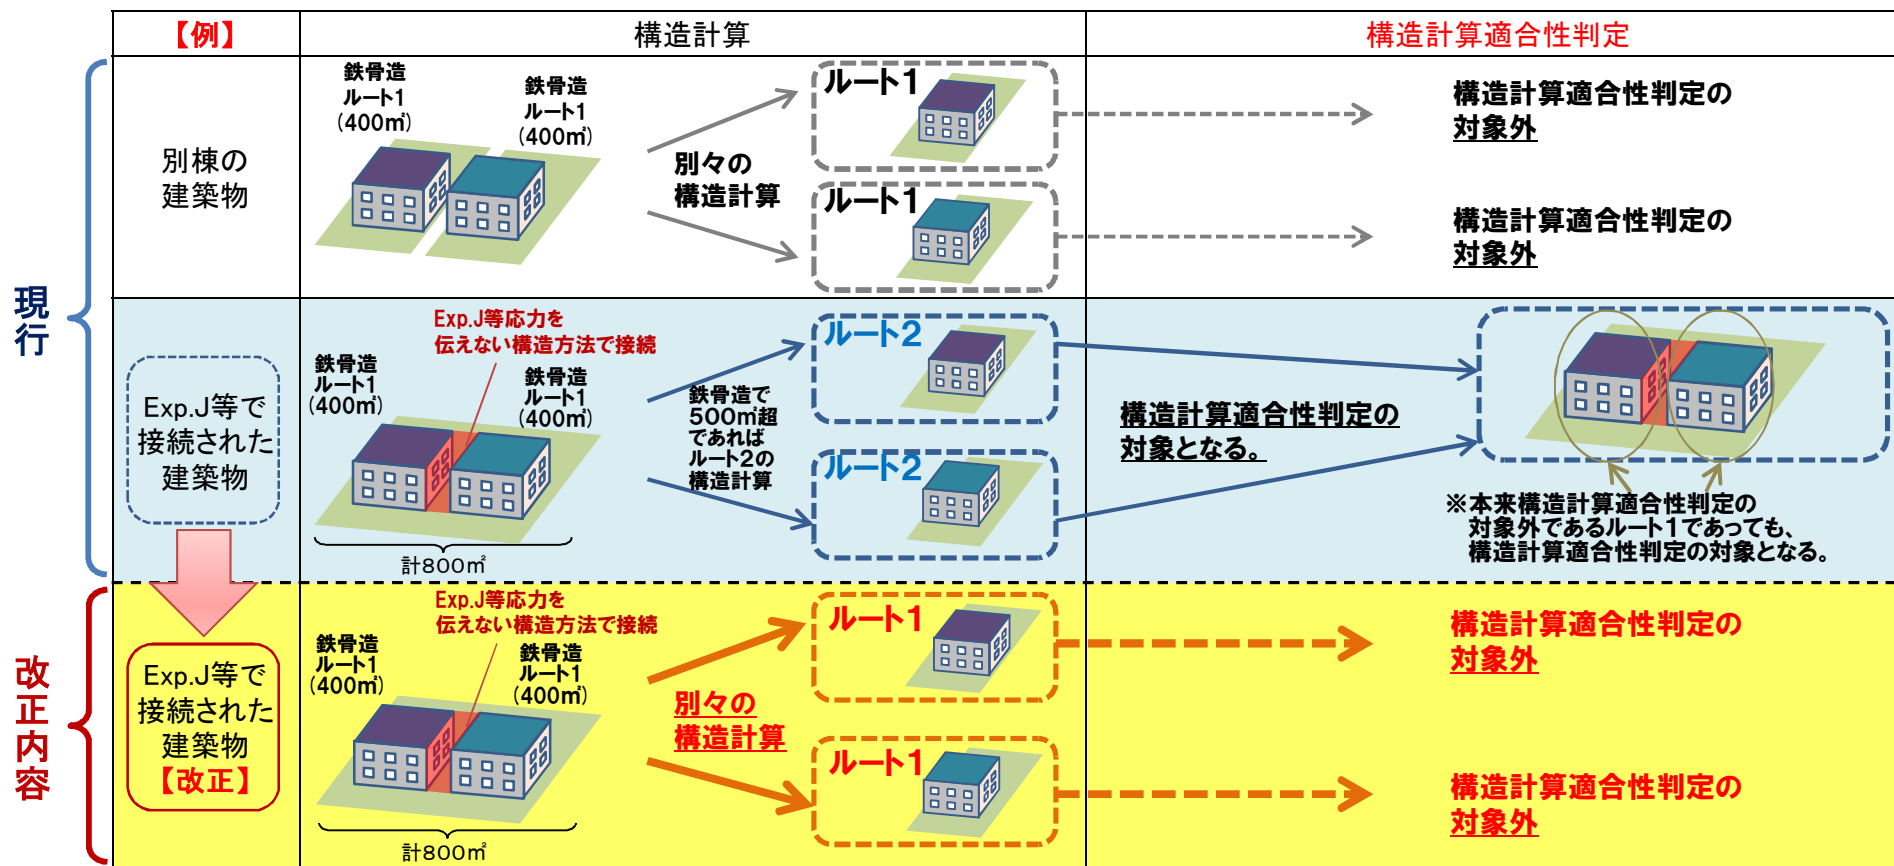 【例】
構造計算
構造計算適合性判定
現行
別棟の
建築物
鉄骨造
ルート1
(400㎡)
鉄骨造
ルート1
(400㎡)
別々の
構造計算
ルート1
ルート1
構造計算適合性判定の
対象外
構造計算適合性判定の
対象外
Exp.J等で
接続された
建築物
Exp.J等応力を
伝えない構造方法で接続
鉄骨造
ルート1
(400㎡)
鉄骨造
ルート1
(400㎡)
計800㎡
鉄骨造で
500㎡超
であれば
ルート2の
構造計算
ルート2
ルート2
構造計算適合性判定の
対象となる。
※本来構造計算適合性判定の
対象外であるルート1であっても、
構造計算適合性判定の対象となる。
改正内容
Exp.J等で
接続された
建築物
【改正】
Exp.J等応力を
伝えない構造方法で接続
鉄骨造
ルート1
(400㎡)
鉄骨造
ルート1
(400㎡)
計800㎡
別々の
構造計算
ルート1
ルート1
構造計算適合性判定の
対象外
構造計算適合性判定の
対象外